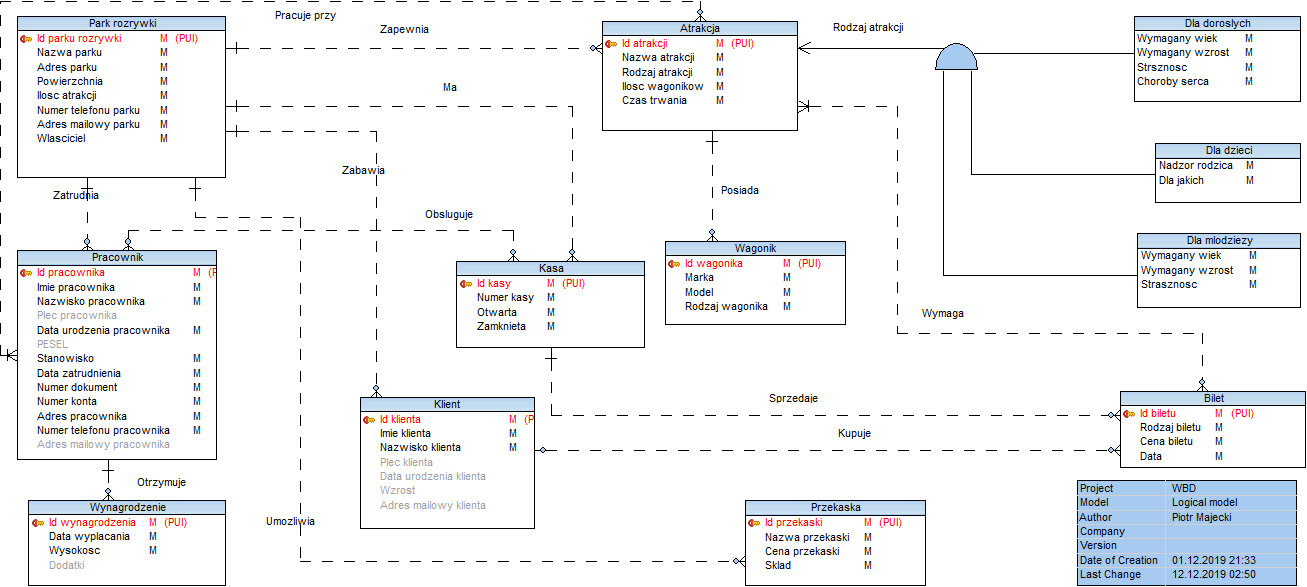 Pracuje przy
Park rozrywki
Id parku rozrywki M (PUI)
Nazwa parku M
Adres parku M
Powierzchnia M
Ilosc atrakcji M
Numer telefonu parku M
Adres mailowy parku M
Wlasciciel M
Zapewnia
Ma
Zabawia
Zatrudnia
Obsluguje
Atrakcja
Id atrakcji M (PUI)
Nazwa atrakcji M
Rodzaj atrakcji M
Ilosc wagonikow M
Czas trwania M
Rodzaj atrakcji
Dla doroslych
Wymagany wiek M
Wymagany wzrost M
Strsznosc M
Choroby serca M
Dla dzieci
Nadzor rodzica M
Dla jakich M
Dla mlodziezy
Wymagany wiek M
Wymagany wzrost M
Strasznosc M
Posiada
Wagonik
Id wagonika M (PUI)
Marka M
Model M
Rodzaj wagonika M
Pracownik
Id pracownika M (P
Imie pracownika M
Nazwisko pracownika M
Plec pracownika
Data urodzenia pracownika M
PESEL
Stanowisko M
Data zatrudnienia M
Numer dokument M
Numer konta M
Adres pracownika M
Numer telefonu pracownika M
Adres mailowy pracownika
Kasa
Id kasy M (PUI)
Numer kasy M
Otwarta M
Zamknieta M
Wymaga
Sprzedaje
Kupuje
Klient
Id klienta M (P
Imie klienta M
Nazwisko klienta M
Plec klienta
Data urodzenia klienta
Wzrost
Adres mailowy klienta
Bilet
Id biletu M (PUI)
Rodzaj biletu M
Cena biletu M
Data M
Otrzymuje
Wynagrodzenie
Id wynagrodzenia M (PUI)
Data wyplacania M
Wysokosc M
Dodatki
Umozliwia
Przekaska
Id przekaski M (PUI)
Nazwa przekaski M
Cena przekaski M
Sklad M
Project WBD
Model Logical model
Author Piotr Majecki
Company
Version
Date of Creation 01.12.2019 21:33
Last Change 12.12.2019 02:50